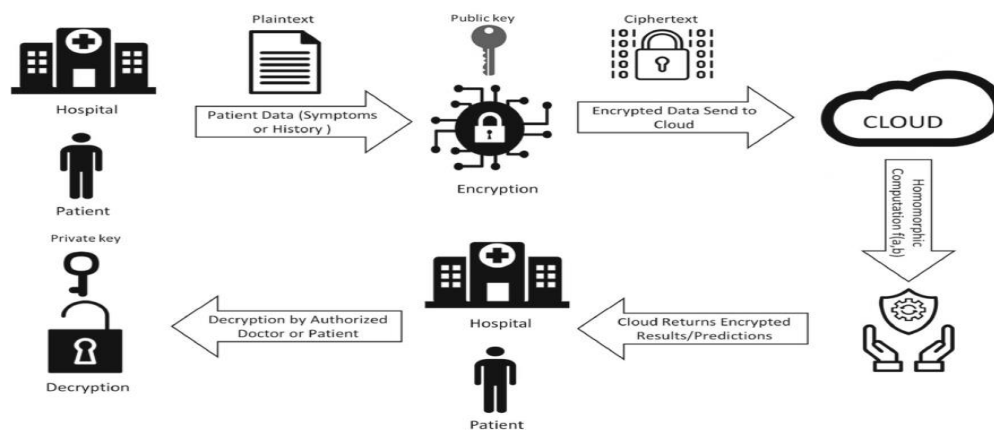 Plaintext
Public key
Ciphertext
Hospital
Patient Data (Symptoms
or History )
Encrypted Data Send to
Cloud
CLOUD
Encryption
Patient
Homomorphic
Computation f(a,b)
Private key
Decryption by Authorized
Doctor or Patient
Hospital
Cloud Returns Encrypted
Results/Predictions
Decryption
Patient